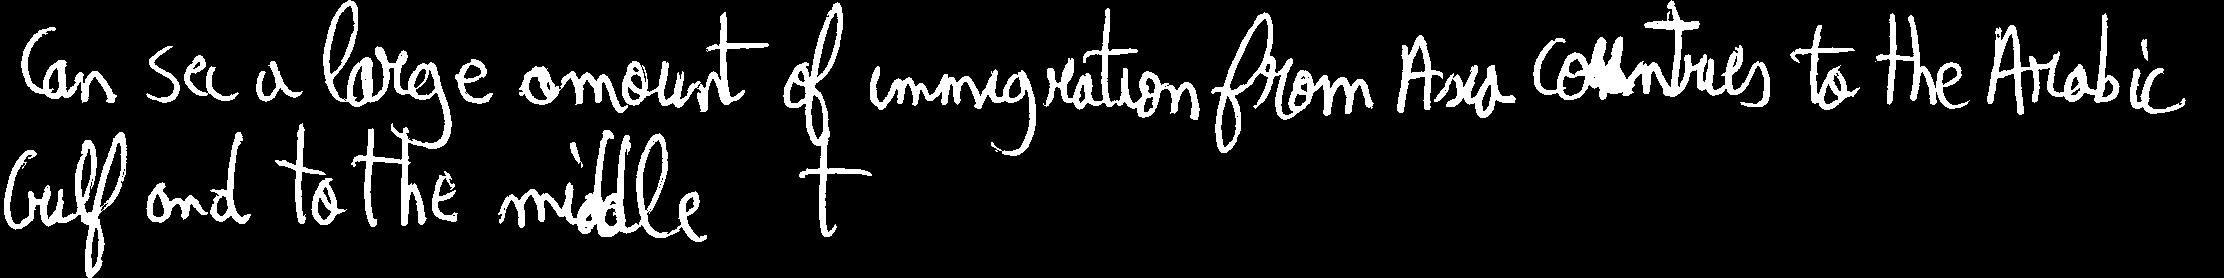 Can see a large amount of immigration from Asia countries to the Arabic
Gulf and to the middle t